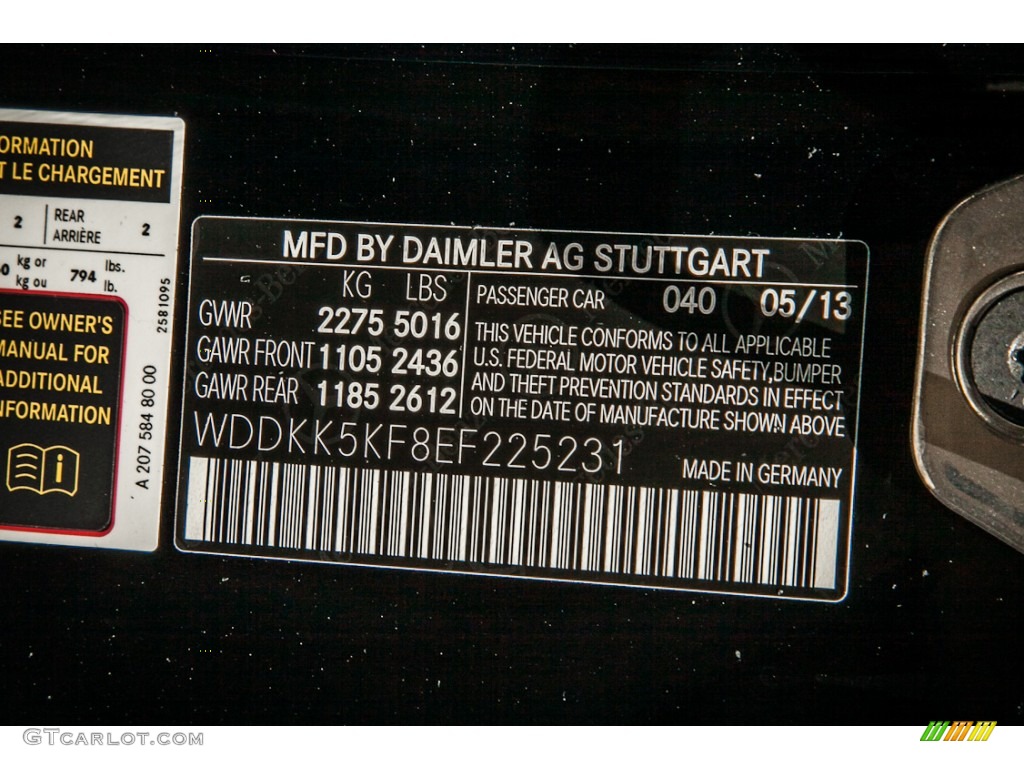 ORMATION
T LE CHARGEMENT
2 REAR ARRIÈRE 2
0 kg or kg ou 794 lbs. lb.
SEE OWNER'S
MANUAL FOR
ADDITIONAL
NFORMATION
i
A 207 584 80 00
2581095
MFD BY DAIMLER AG STUTTGART
KG LBS
GVWR 2275 5016
GAWR FRONT 1105 2436
GAWR REAR 1185 2612
PASSENGER CAR 040 05/13
THIS VEHICLE CONFORMS TO ALL APPLICABLE
U.S. FEDERAL MOTOR VEHICLE SAFETY,BUMPER
AND THEFT PREVENTION STANDARDS IN EFFECT
ON THE DATE OF MANUFACTURE SHOWN ABOVE
WDDKK5KF8EF225231
MADE IN GERMANY
GTcarlot.com